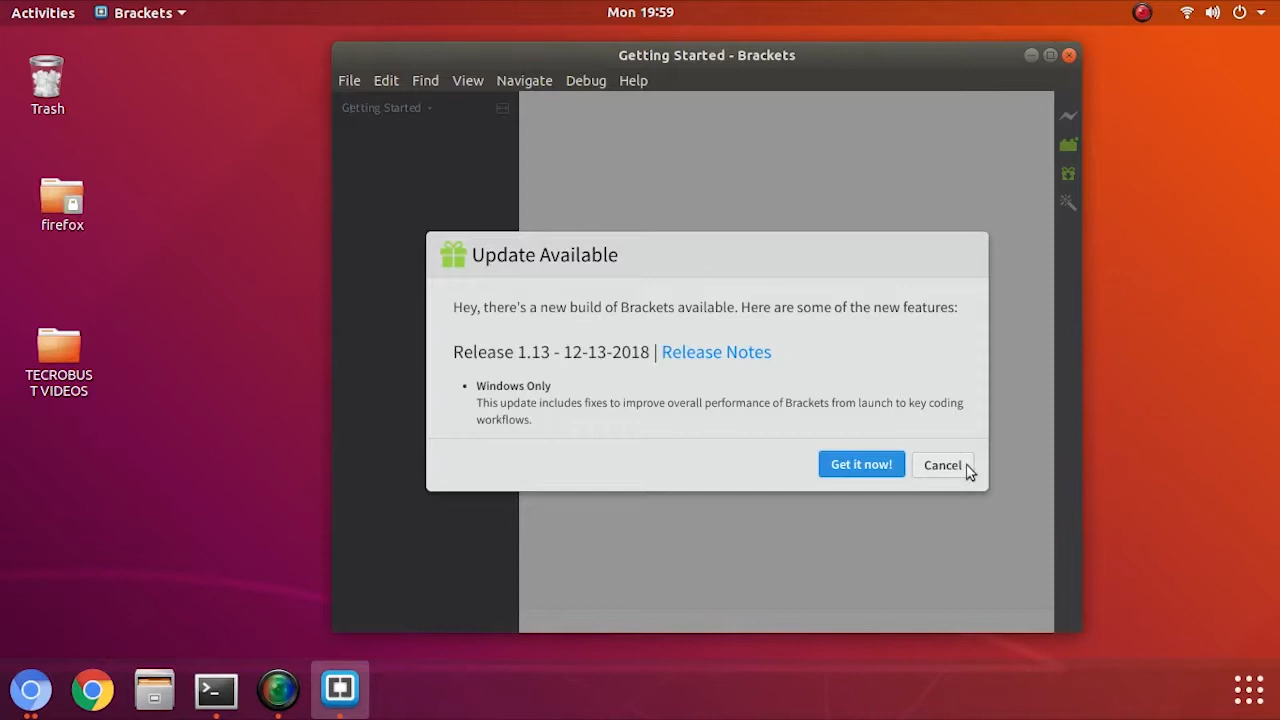 Activities
Brackets
Mon 19:59
Trash
firefox
TECROBUS
T VIDEOS
Getting Started - Brackets
File Edit Find View Navigate Debug Help
Getting Started
Update Available
Hey, there's a new build of Brackets available. Here are some of the new features:
Release 1.13 - 12-13-2018 | Release Notes
• Windows Only
This update includes fixes to improve overall performance of Brackets from launch to key coding
workflows.
Get it now!
Cancel